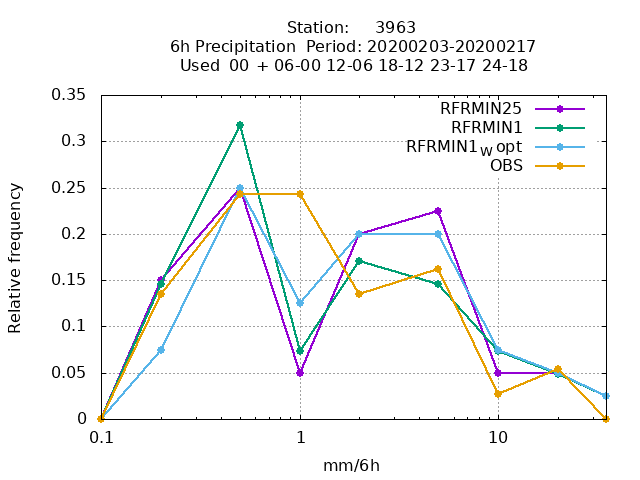 Station: 3963
6h Precipitation Period: 20200203-20200217
Used 00 + 06-00 12-06 18-12 23-17 24-18
0.35
0.3
0.25
0.2
0.15
0.1
0.05
0
Relative frequency
RFRMIN25
RFRMIN1
RFRMIN1W opt
OBS
0.1 1 10
mm/6h